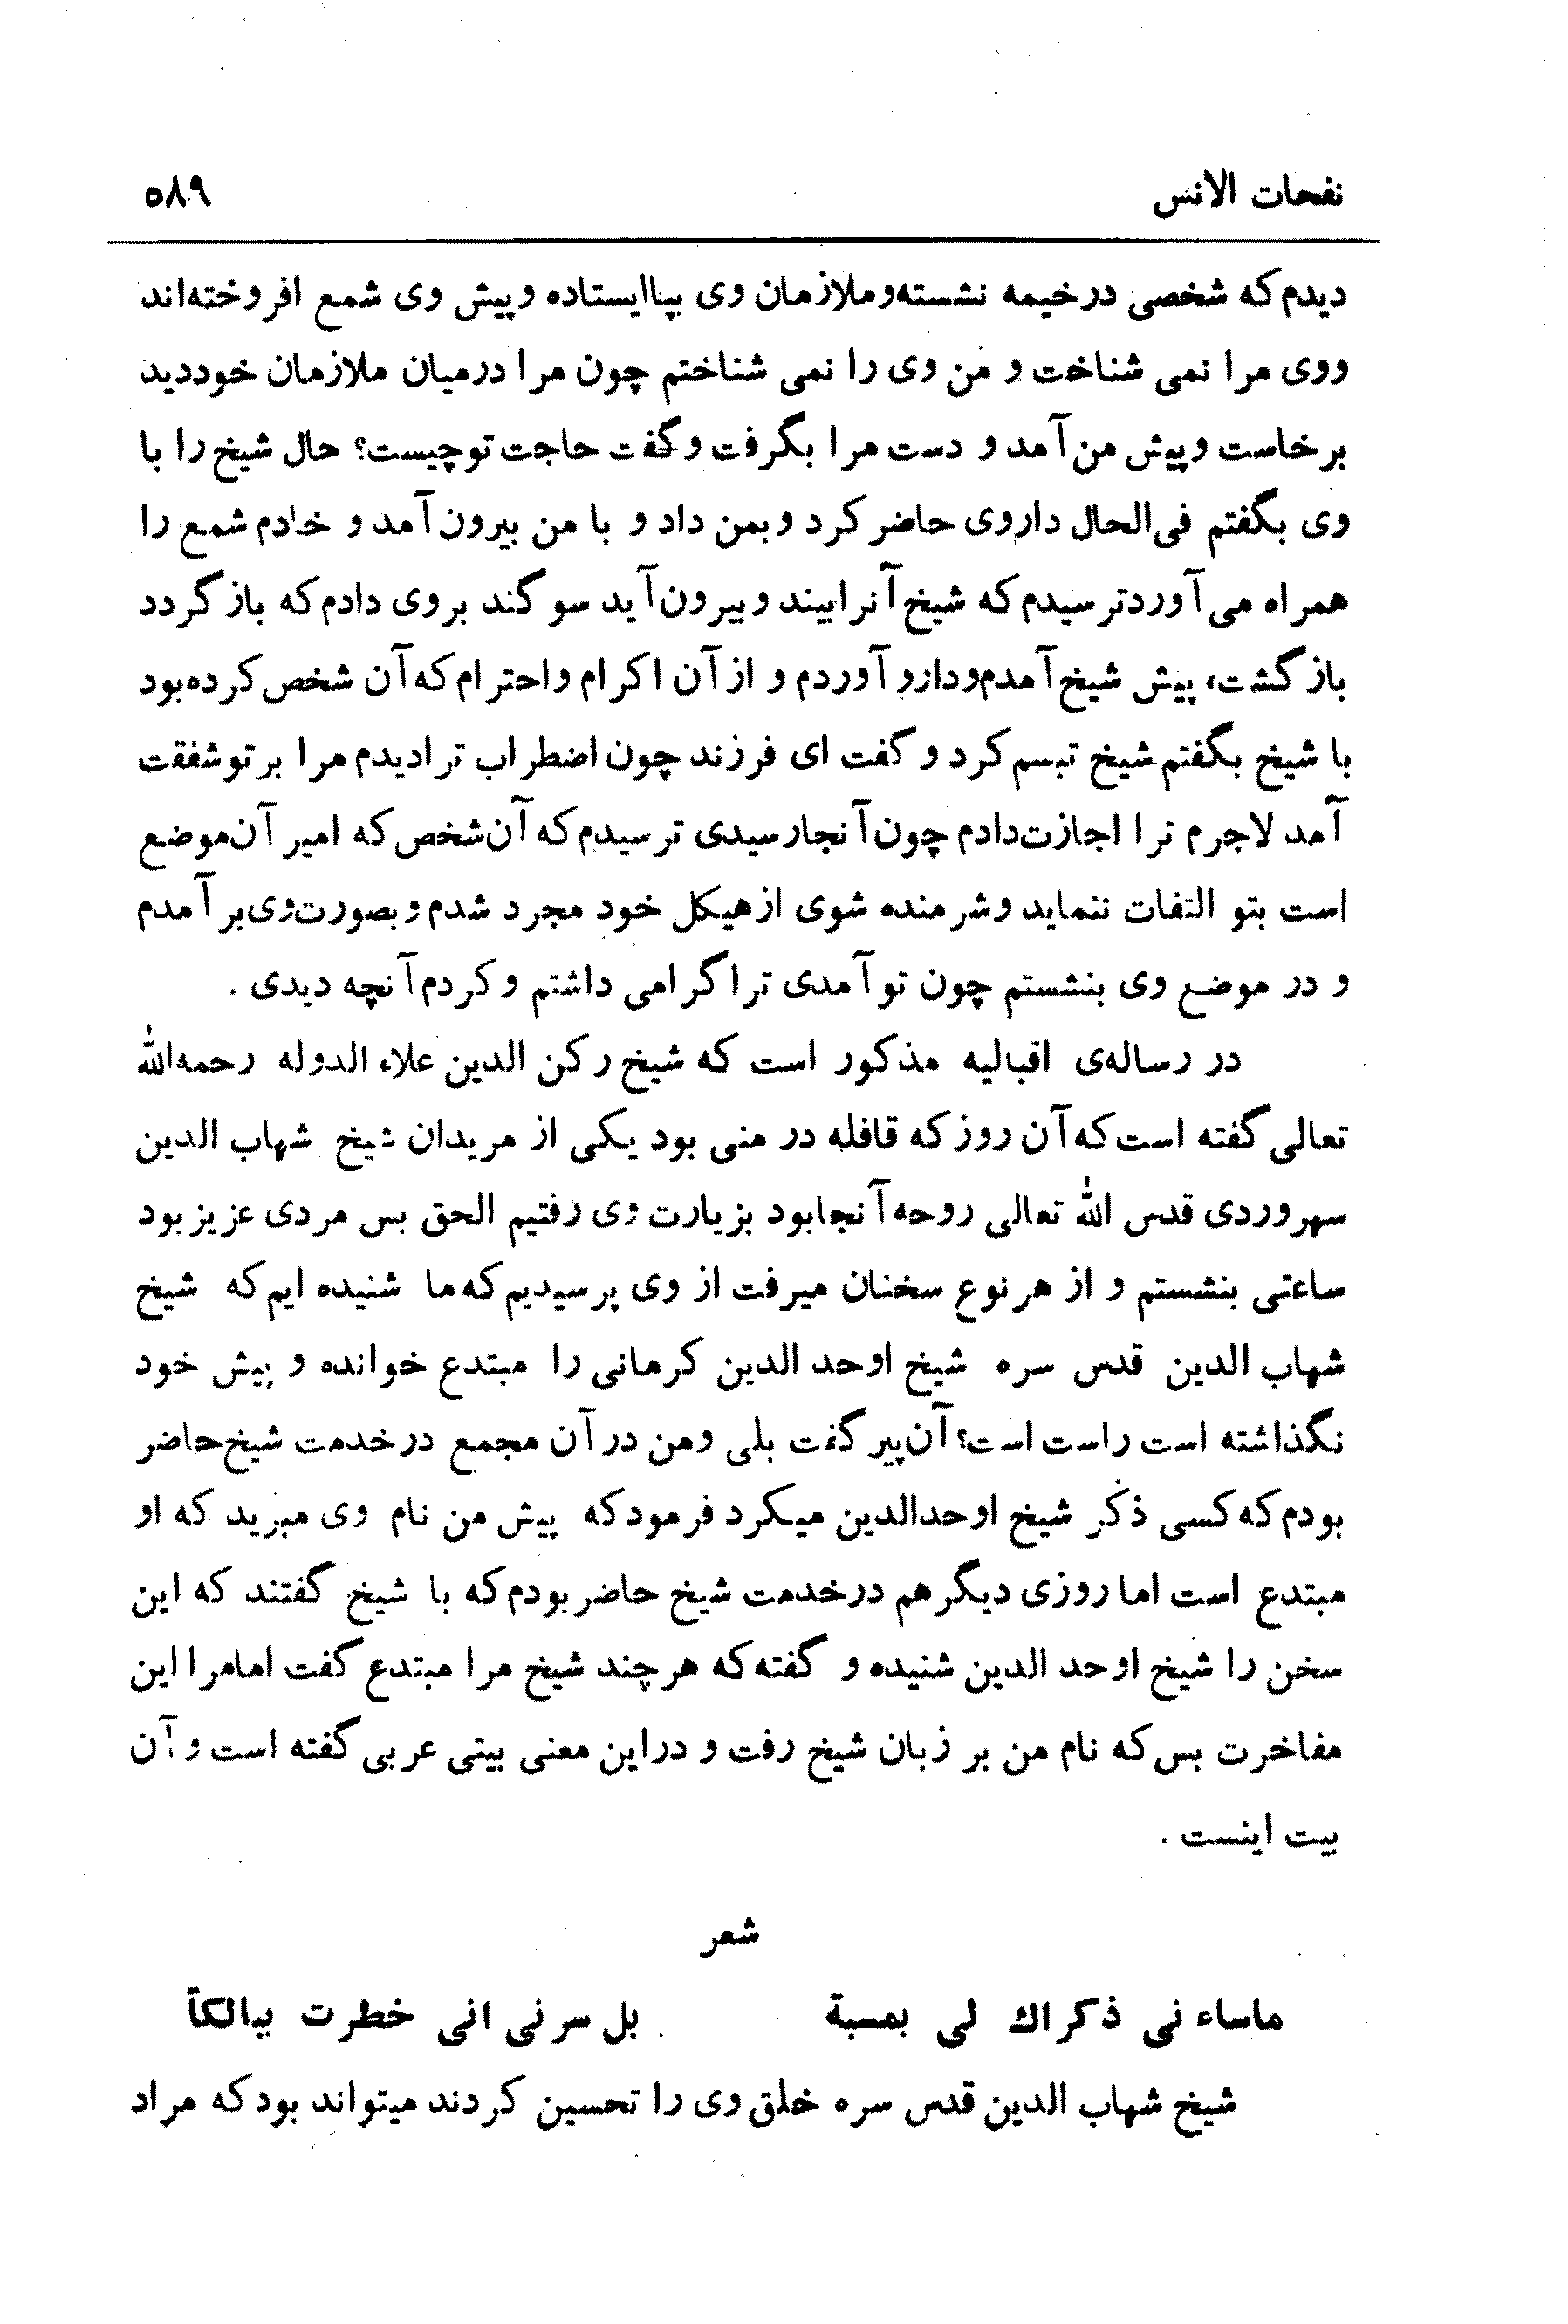 نفحات الانس ۵۸۹
دیدم که شخصی درخیمه نشسته وملازمان وی بپاایستاده وپیش وی شمع افروخته‌اند
ووی مرا نمی شناخت و من وی را نمی شناختم چون مرا درمیان ملازمان خوددید
برخاست وپیش من آمد و دست مرا بگرفت وگفت حاجت توچیست؟ حال شیخ را با
وی بگفتم فی‌الحال داروی حاضر کرد وبمن داد و با من بیرون آمد و خادم شمع را
همراه می‌آوردترسیدم که شیخ آنرابیند وبیرون آید سوگند بروی دادم که بازگردد
بازگشت، پیش شیخ آمدم ودارو آوردم و از آن اکرام واحترام که آن شخص کرده‌بود
با شیخ بگفتم شیخ تبسم کرد و گفت ای فرزند چون اضطراب ترادیدم مرا برتوشفقت
آمد لاجرم ترا اجازت‌دادم چون آنجارسیدی ترسیدم که آن‌شخص که امیر آن‌موضع
است بتو التفات ننماید وشرمنده شوی ازهیکل خود مجرد شدم وبصورت‌وی برآمدم
و در موضع وی بنشستم چون تو آمدی تراگرامی داشتم وکردم آنچه دیدی .
در رساله‌ی اقبالیه مذکور است که شیخ رکن الدین علاء الدوله رحمه‌الله
تعالی گفته است که آن روز که قافله در منی بود یکی از مریدان شیخ شهاب الدین
سهروردی قدس الله تعالی روحه آنجابود بزیارت وی رفتیم الحق بس مردی عزیزبود
ساعتی بنشستم و از هر نوع سخنان میرفت از وی پرسیدیم که ما شنیده ایم که شیخ
شهاب الدین قدس سره شیخ اوحد الدین کرمانی را مبتدع خوانده و پیش خود
نگذاشته است راست است؟ آن‌پیر گفت بلی ومن در آن مجمع درخدمت شیخ‌حاضر
بودم که کسی ذکر شیخ اوحدالدین میکرد فرمود که پیش من نام وی مبرید که او
مبتدع است اما روزی دیگر هم درخدمت شیخ حاضربودم که با شیخ گفتند که این
سخن را شیخ اوحد الدین شنیده و گفته که هرچند شیخ مرا مبتدع گفت امامرا این
مفاخرت بس که نام من بر زبان شیخ رفت و دراین معنی بیتی عربی گفته است و آن
بیت اینست .
شعر
ماساء نی ذکراك لی بمسبة بل سرنی انی خطرت ببالکاً
شیخ شهاب الدین قدس سره خلق وی را تحسین کردند میتواند بود که مراد